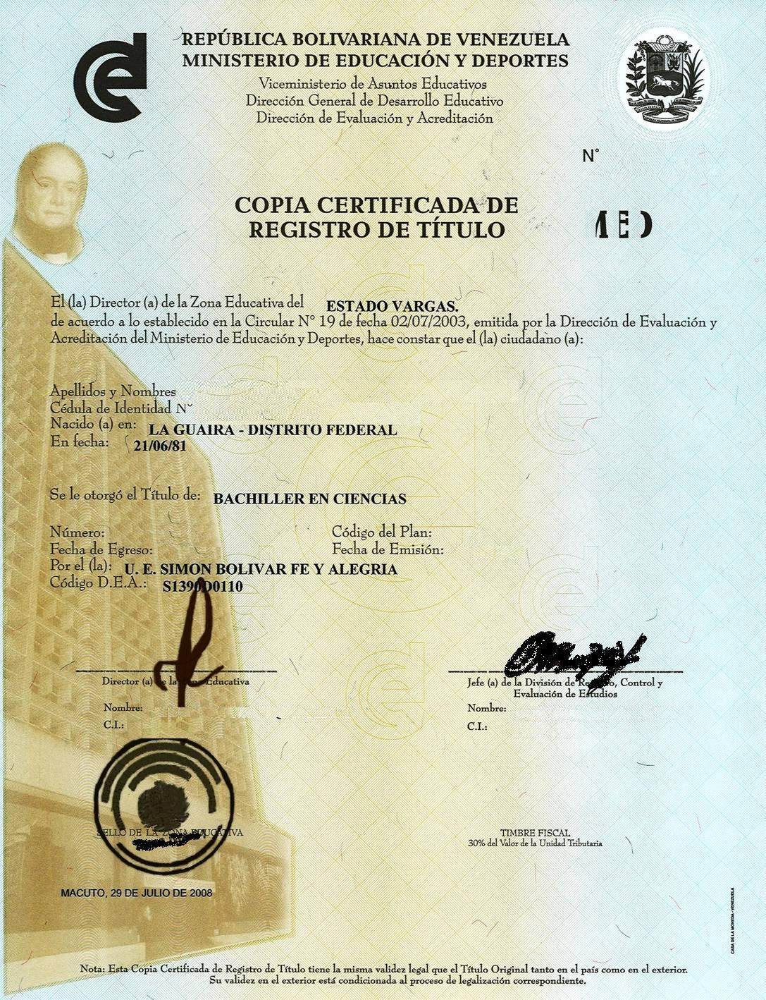 REPÚBLICA BOLIVARIANA DE VENEZUELA
MINISTERIO DE EDUCACIÓN Y DEPORTES
Viceministerio de Asuntos Educativos
Dirección General de Desarrollo Educativo
Dirección de Evaluación y Acreditación
N°
COPIA CERTIFICADA DE
REGISTRO DE TÍTULO
El (la) Director (a) de la Zona Educativa del ESTADO VARGAS.
de acuerdo a lo establecido en la Circular N° 19 de fecha 02/07/2003, emitida por la Dirección de Evaluación y
Acreditación del Ministerio de Educación y Deportes, hace constar que el (la) ciudadano (a):
Apellidos y Nombres
Cédula de Identidad N°
Nacido (a) en: LA GUAIRA - DISTRITO FEDERAL
En fecha: 21/06/81
Se le otorgó el Título de: BACHILLER EN CIENCIAS
Número: Código del Plan:
Fecha de Egreso: Fecha de Emisión:
Por el (la): U. E. SIMON BOLIVAR FE Y ALEGRIA
Código D.E.A.: S1390D0110
Director (a) de la Zona Educativa
Jefe (a) de la División de Registro, Control y
Evaluación de Estudios
Nombre: Nombre:
C.I.: C.I.:
SELLO DE LA ZONA EDUCATIVA
TIMBRE FISCAL
30% del Valor de la Unidad Tributaria
MACUTO, 29 DE JULIO DE 2008
CASA DE LA MONEDA - VENEZUELA
Nota: Esta Copia Certificada de Registro de Título tiene la misma validez legal que el Título Original tanto en el país como en el exterior.
Su validez en el exterior está condicionada al proceso de legalización correspondiente.